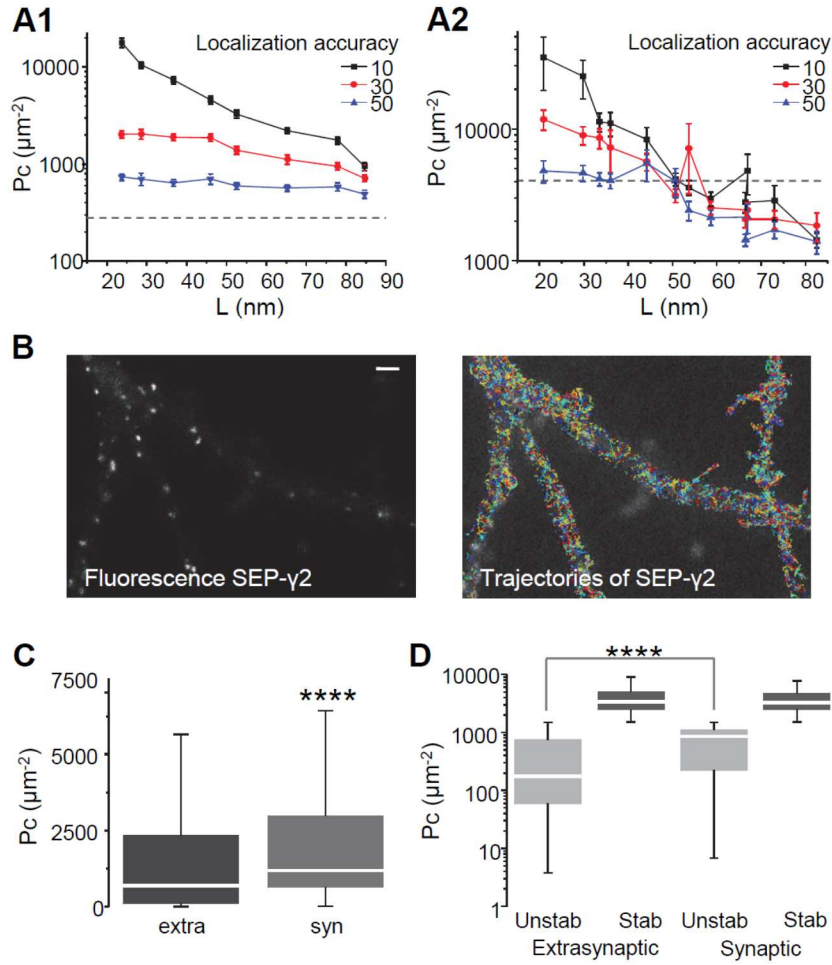 A1
Localization accuracy
10
30
50
10000
1000
100
Pc (μm⁻²)
20 30 40 50 60 70 80 90
L (nm)
A2
Localization accuracy
10
30
50
10000
1000
Pc (μm⁻²)
20 30 40 50 60 70 80
L (nm)
B
Fluorescence SEP-γ2
Trajectories of SEP-γ2
C
7500
5000
2500
0
Pc (μm⁻²)
****
extra syn
D
****
10000
1000
100
10
1
Pc (μm⁻²)
Unstab Stab Unstab Stab
Extrasynaptic Synaptic